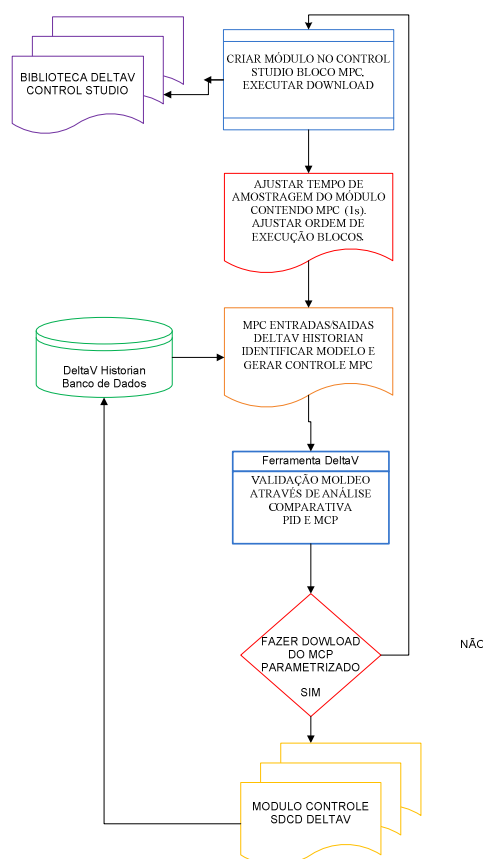 CRIAR MÓDULO NO CONTROL
STUDIO BLOCO MPC,
EXECUTAR DOWNLOAD
BIBLIOTECA DELTAV
CONTROL STUDIO
AJUSTAR TEMPO DE
AMOSTRAGEM DO MÓDULO
CONTENDO MPC (1s).
AJUSTAR ORDEM DE
EXECUÇÃO BLOCOS.
MPC ENTRADAS/SAIDAS
DELTAV HISTORIAN
IDENTIFICAR MODELO E
GERAR CONTROLE MPC
DeltaV Historian
Banco de Dados
Ferramenta DeltaV
VALIDAÇÃO MOLDEO
ATRAVÉS DE ANÁLISE
COMPARATIVA
PID E MCP
FAZER DOWLOAD
DO MCP
PARAMETRIZADO
SIM
NÃO
MODULO CONTROLE
SDCD DELTAV